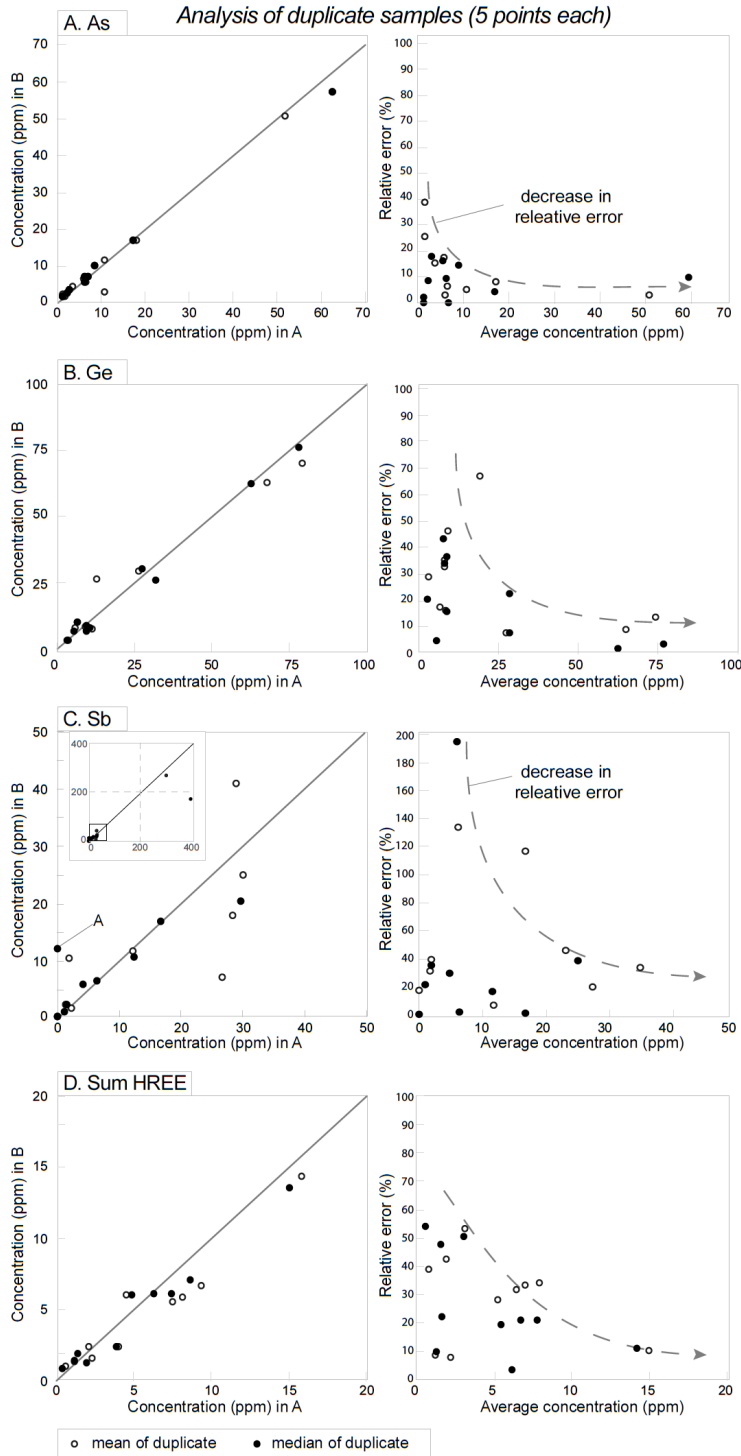 Analysis of duplicate samples (5 points each)
A. As
70
60
50
40
30
20
10
0
Concentration (ppm) in B
0 10 20 30 40 50 60 70
Concentration (ppm) in A
100
90
80
70
60
50
40
30
20
10
0
Relative error (%)
decrease in
releative error
0 10 20 30 40 50 60 70
Average concentration (ppm)
B. Ge
100
75
50
25
0
Concentration (ppm) in B
0 25 50 75 100
Concentration (ppm) in A
100
90
80
70
60
50
40
30
20
10
0
Relative error (%)
0 25 50 75 100
Average concentration (ppm)
C. Sb
50
40
30
20
10
0
Concentration (ppm) in B
400
200
0
0 200 400
A
0 10 20 30 40 50
Concentration (ppm) in A
200
180
160
140
120
100
80
60
40
20
0
Relative error (%)
decrease in
releative error
0 10 20 30 40 50
Average concentration (ppm)
D. Sum HREE
20
15
10
5
0
Concentration (ppm) in B
0 5 10 15 20
Concentration (ppm) in A
100
90
80
70
60
50
40
30
20
10
0
Relative error (%)
0 5 10 15 20
Average concentration (ppm)
mean of duplicate
median of duplicate